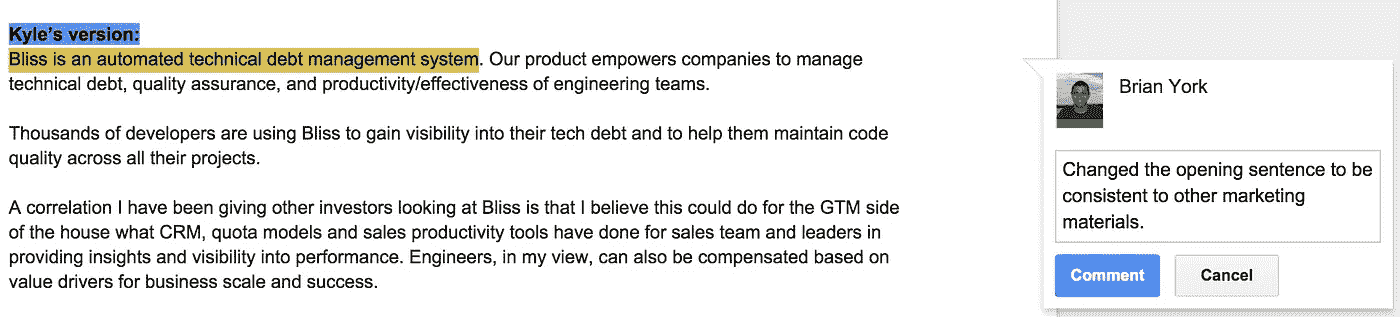 Kyle's version:
Bliss is an automated technical debt management system. Our product empowers companies to manage
technical debt, quality assurance, and productivity/effectiveness of engineering teams.
Thousands of developers are using Bliss to gain visibility into their tech debt and to help them maintain code
quality across all their projects.
A correlation I have been giving other investors looking at Bliss is that I believe this could do for the GTM side
of the house what CRM, quota models and sales productivity tools have done for sales team and leaders in
providing insights and visibility into performance. Engineers, in my view, can also be compensated based on
value drivers for business scale and success.
Brian York
Changed the opening sentence to be
consistent to other marketing
materials.
Comment
Cancel